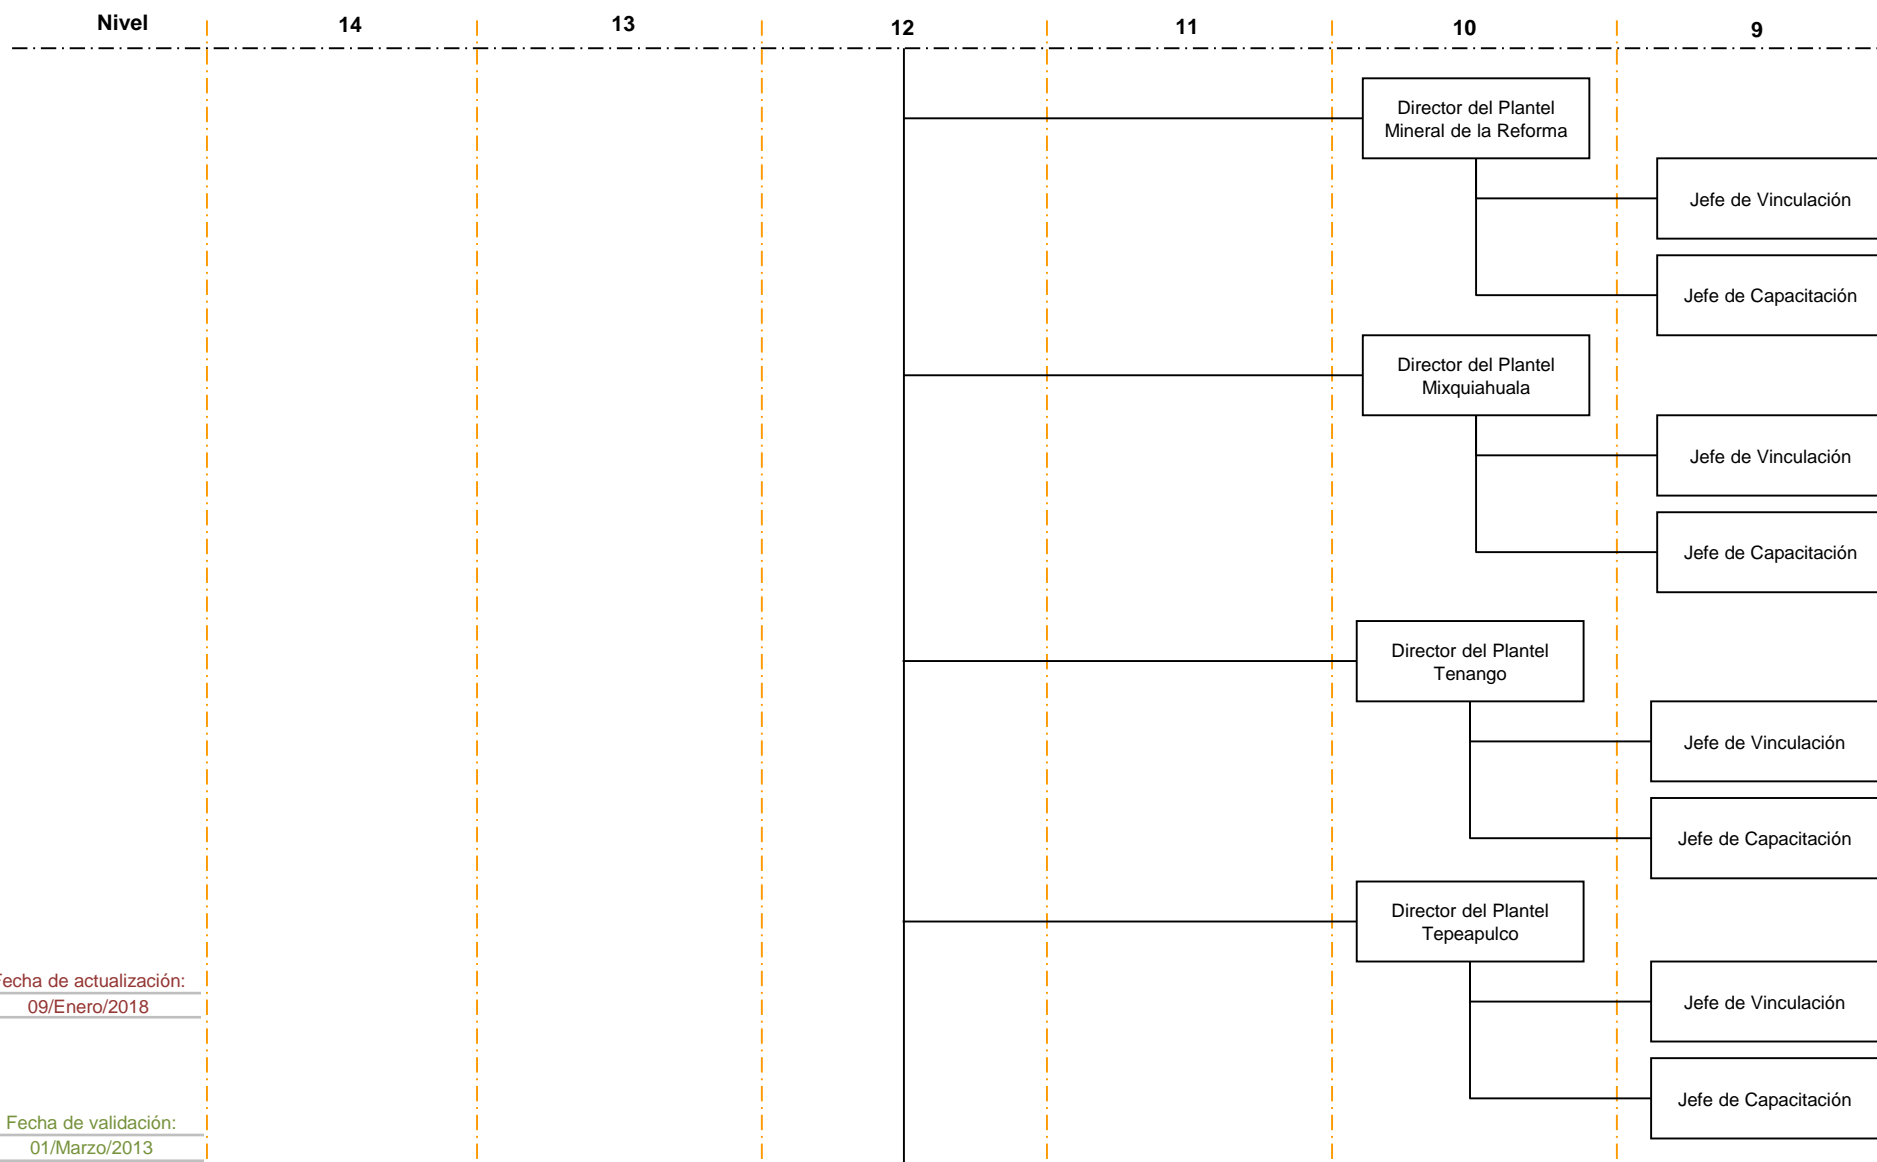 Nivel 14 13 12 11 10 9
Director del Plantel
Mineral de la Reforma
Jefe de Vinculación
Jefe de Capacitación
Director del Plantel
Mixquiahuala
Jefe de Vinculación
Jefe de Capacitación
Director del Plantel
Tenango
Jefe de Vinculación
Jefe de Capacitación
Director del Plantel
Tepeapulco
Jefe de Vinculación
Jefe de Capacitación
Fecha de actualización:
09/Enero/2018
Fecha de validación:
01/Marzo/2013